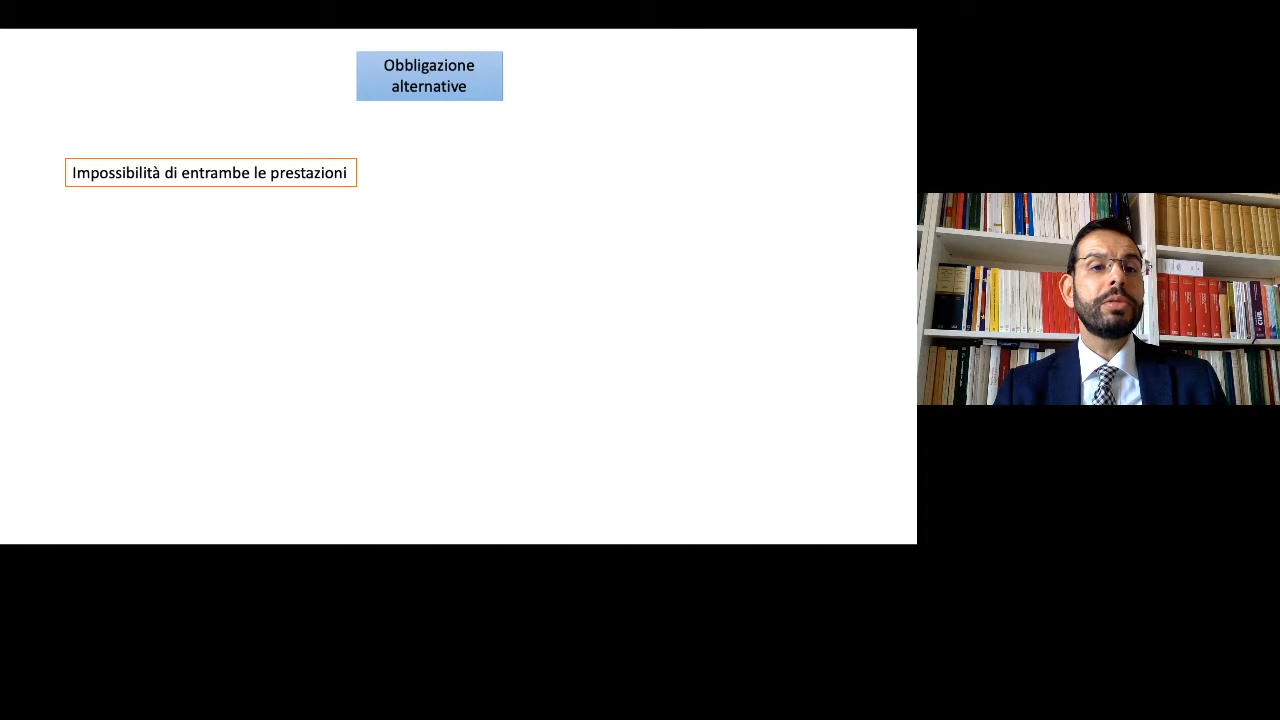 Obbligazione
alternative
Impossibilità di entrambe le prestazioni